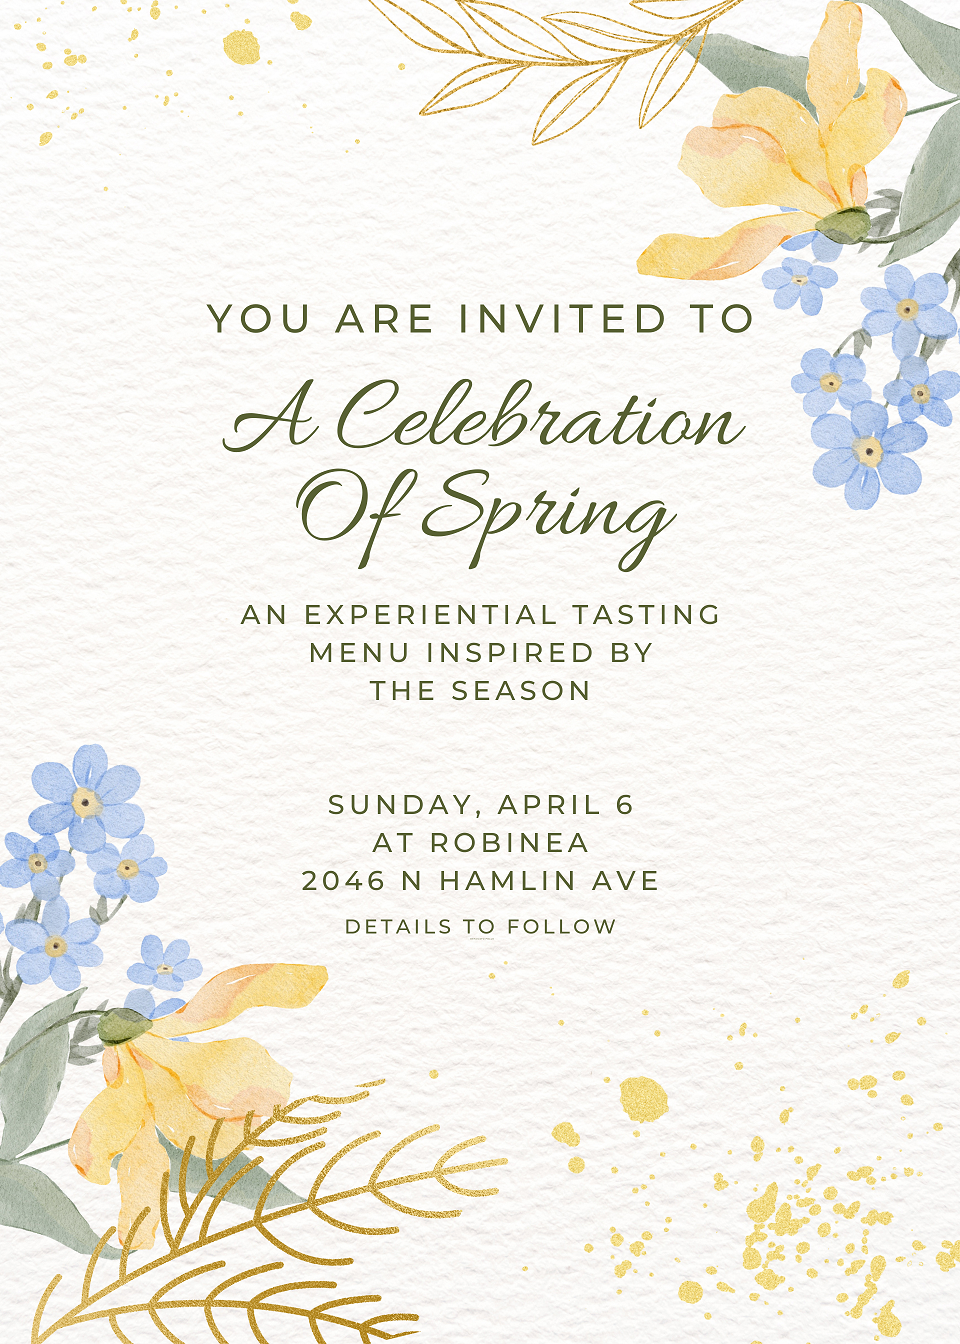 YOU ARE INVITED TO
A Celebration
Of Spring
AN EXPERIENTIAL TASTING
MENU INSPIRED BY
THE SEASON
SUNDAY, APRIL 6
AT ROBINEA
2046 N HAMLIN AVE
DETAILS TO FOLLOW